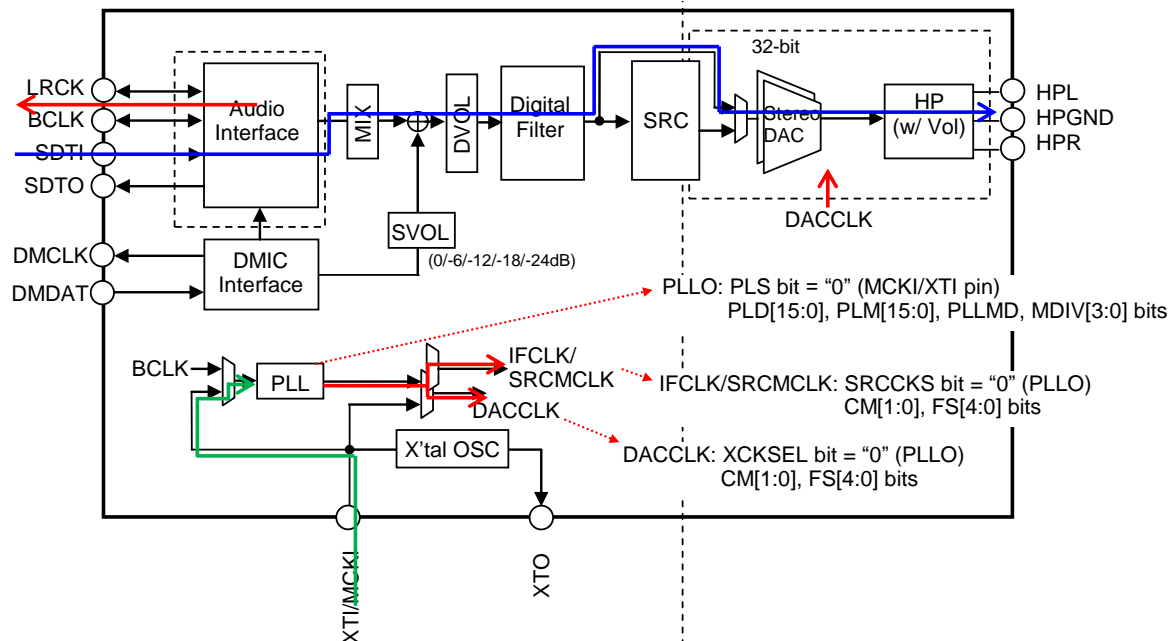 32-bit
LRCK
BCLK
SDTI
SDTO
DMCLK
DMDAT
Audio
Interface
DMIC
Interface
MIX
SVOL
(0/-6/-12/-18/-24dB)
DVOL
Digital
Filter
SRC
Stereo
DAC
HP
(w/ Vol)
HPL
HPGND
HPR
DACCLK
PLLO: PLS bit = “0” (MCKI/XTI pin)
PLD[15:0], PLM[15:0], PLLMD, MDIV[3:0] bits
BCLK
PLL
IFCLK/
SRCMCLK
DACCLK
IFCLK/SRCMCLK: SRCCKS bit = “0” (PLLO)
CM[1:0], FS[4:0] bits
DACCLK: XCKSEL bit = “0” (PLLO)
CM[1:0], FS[4:0] bits
X'tal OSC
XTI/MCKI
XTO